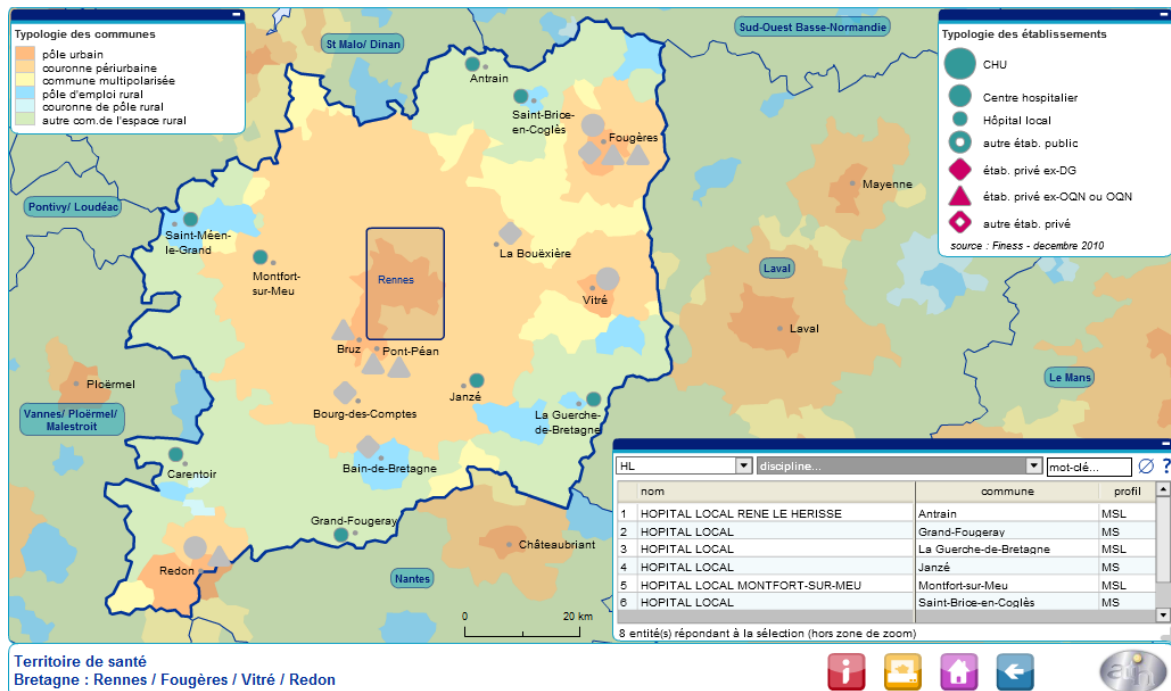 Typologie des communes
pôle urbain
couronne périurbaine
commune multipolarisée
pôle d'emploi rural
couronne de pôle rural
autre com.de l'espace rural
St Malo/ Dinan
Sud-Ouest Basse-Normandie
Typologie des établissements
CHU
Centre hospitalier
Hôpital local
autre étab. public
étab. privé ex-DG
étab. privé ex-OQN ou OQN
autre étab. privé
source : Finess - decembre 2010
Antrain
Saint-Brice-
en-Coglès
Fougères
Mayenne
Pontivy/ Loudéac
Saint-Méen-
le-Grand
Montfort-
sur-Meu
Rennes
La Bouëxière
Vitré
Laval
Laval
Bruz
Pont-Péan
Ploërmel
Vannes/ Ploërmel/
Malestroit
Bourg-des-Comptes
Janzé
La Guerche-
de-Bretagne
Le Mans
Carentoir
Bain-de-Bretagne
Grand-Fougeray
Châteaubriant
Redon
Nantes
0 20 km
HL discipline... mot-clé... ?
nom commune profil
1 HOPITAL LOCAL RENE LE HERISSE Antrain MSL
2 HOPITAL LOCAL Grand-Fougeray MS
3 HOPITAL LOCAL La Guerche-de-Bretagne MSL
4 HOPITAL LOCAL Janzé MS
5 HOPITAL LOCAL MONTFORT-SUR-MEU Montfort-sur-Meu MSL
6 HOPITAL LOCAL Saint-Brice-en-Coglès MS
8 entité(s) répondant à la sélection (hors zone de zoom)
Territoire de santé
Bretagne : Rennes / Fougères / Vitré / Redon
atih